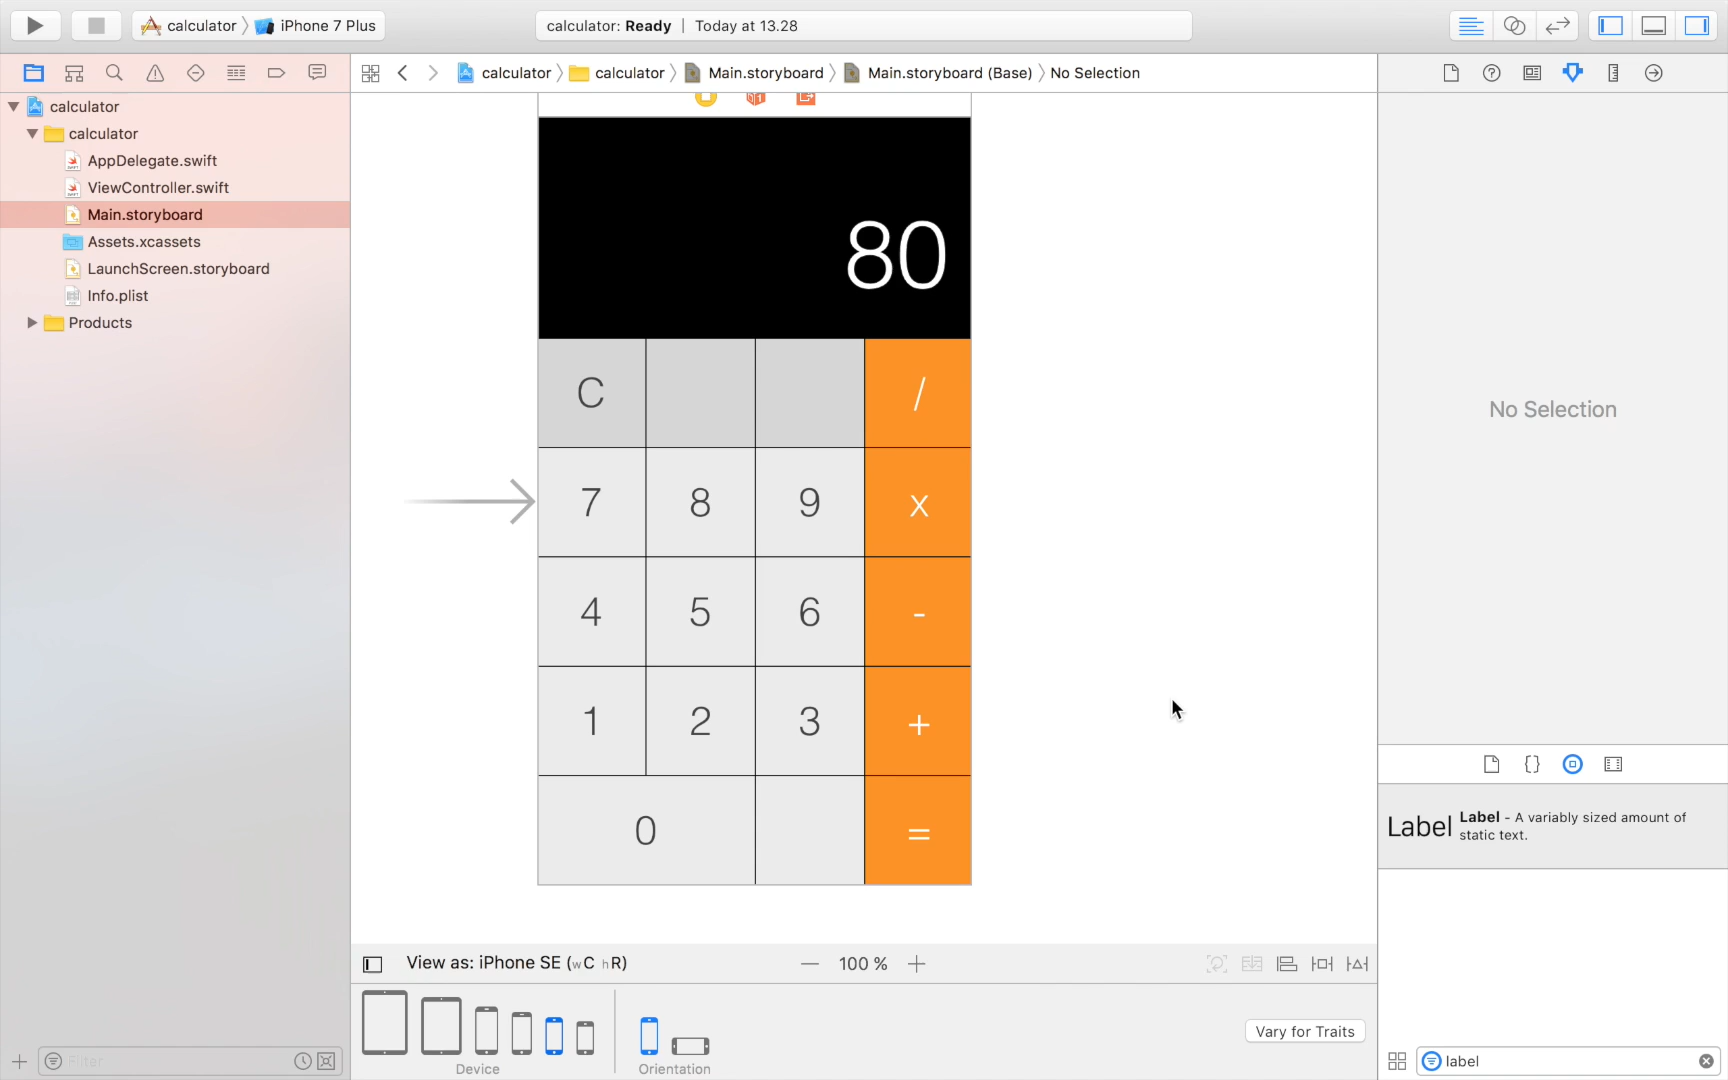 calculator iPhone 7 Plus
calculator: Ready | Today at 13.28
calculator calculator Main.storyboard Main.storyboard (Base) No Selection
calculator
calculator
AppDelegate.swift
ViewController.swift
Main.storyboard
Assets.xcassets
LaunchScreen.storyboard
Info.plist
Products
80
C /
7 8 9 x
4 5 6 -
1 2 3 +
0 =
View as: iPhone SE (wC hR)
100 %
Device
Orientation
Vary for Traits
Filter
No Selection
{}
Label Label - A variably sized amount of
static text.
label